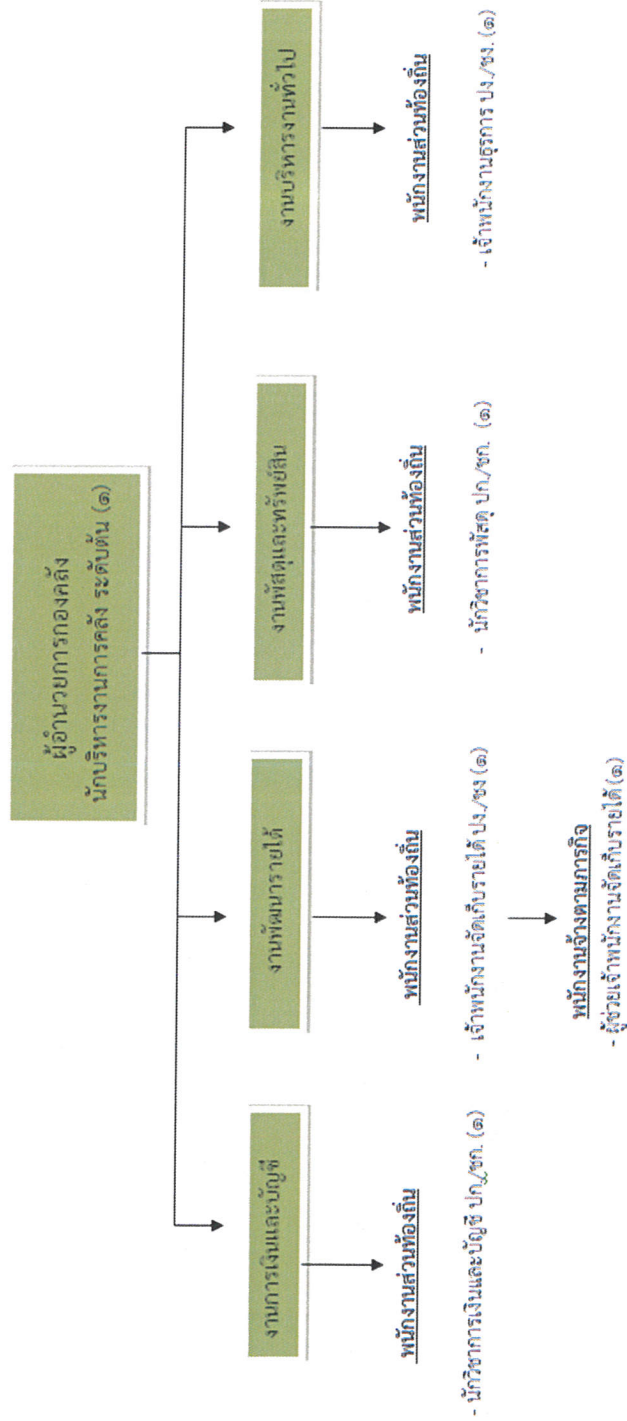 ผู้อำนวยการกองคลัง
นักบริหารงานการคลัง ระดับต้น (๑)
งานการเงินและบัญชี
พนักงานส่วนท้องถิ่น
- นักวิชาการเงินและบัญชี ปก./ชก. (๑)
งานพัฒนารายได้
พนักงานส่วนท้องถิ่น
- เจ้าพนักงานจัดเก็บรายได้ ปง./ชง (๑)
พนักงานจ้างตามภารกิจ
- ผู้ช่วยเจ้าพนักงานจัดเก็บรายได้ (๑)
งานพัสดุและทรัพย์สิน
พนักงานส่วนท้องถิ่น
- นักวิชาการพัสดุ ปก./ชก. (๑)
งานบริหารงานทั่วไป
พนักงานส่วนท้องถิ่น
- เจ้าพนักงานธุรการ ปง./ชง. (๑)